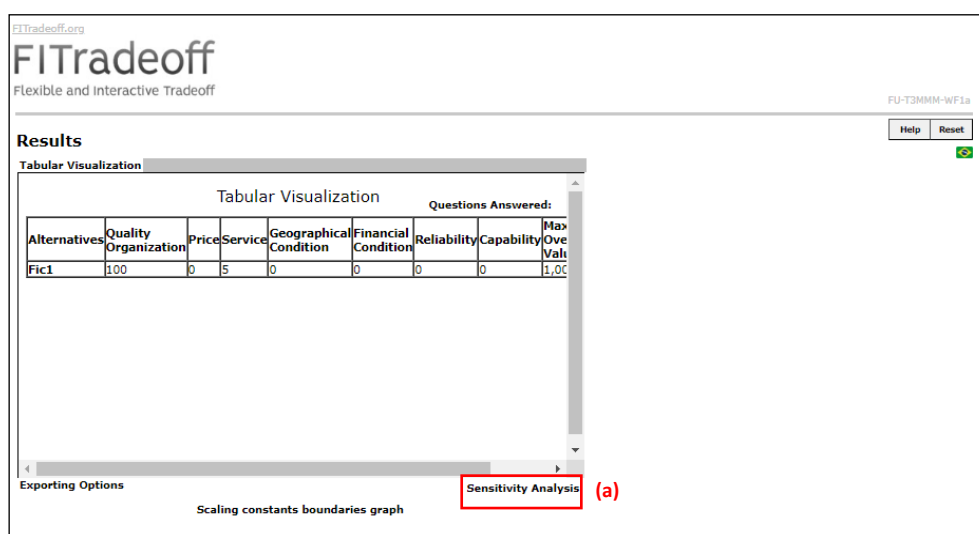 FITradeoff.org
FITradeoff
Flexible and Interactive Tradeoff
FU-T3MMM-WF1a
Help Reset
Results
Tabular Visualization
Tabular Visualization
Questions Answered:
Alternatives Quality Organization Price Service Geographical Condition Financial Condition Reliability Capability Max Ove Valu
Fic1 100 0 5 0 0 0 0 1,00
Exporting Options
Sensitivity Analysis (a)
Scaling constants boundaries graph